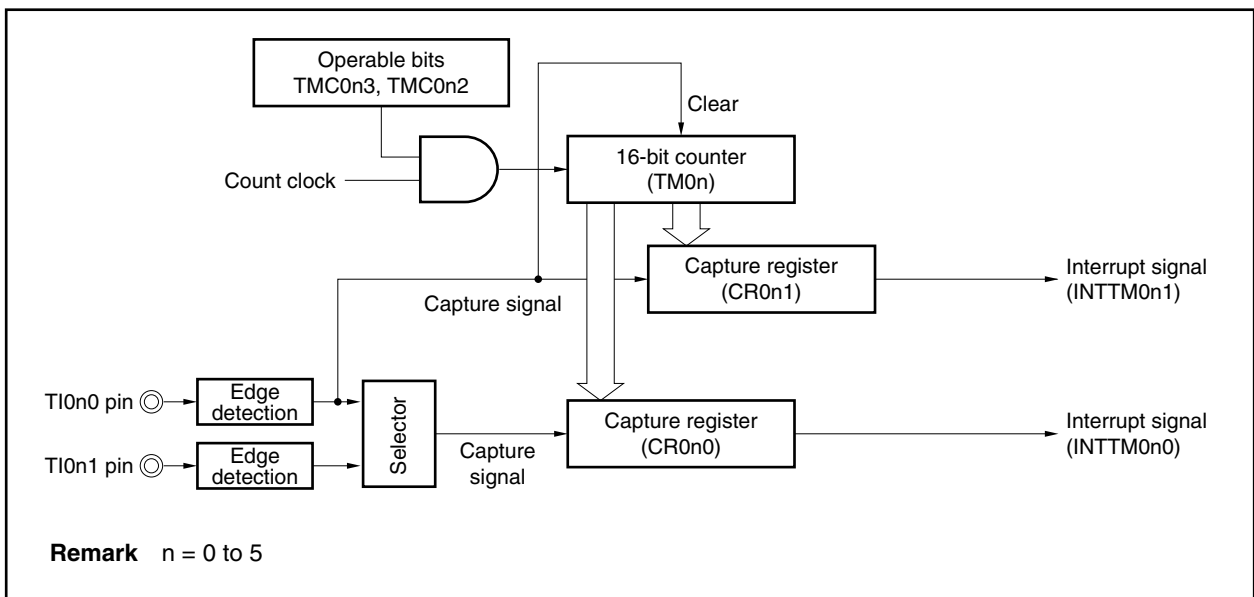 Operable bits
TMC0n3, TMC0n2
Clear
16-bit counter
(TM0n)
Count clock
Capture register
(CR0n1)
Interrupt signal
(INTTM0n1)
Capture signal
TI0n0 pin
Edge
detection
Selector
Capture register
(CR0n0)
Interrupt signal
(INTTM0n0)
Capture
signal
TI0n1 pin
Edge
detection
Remark n = 0 to 5